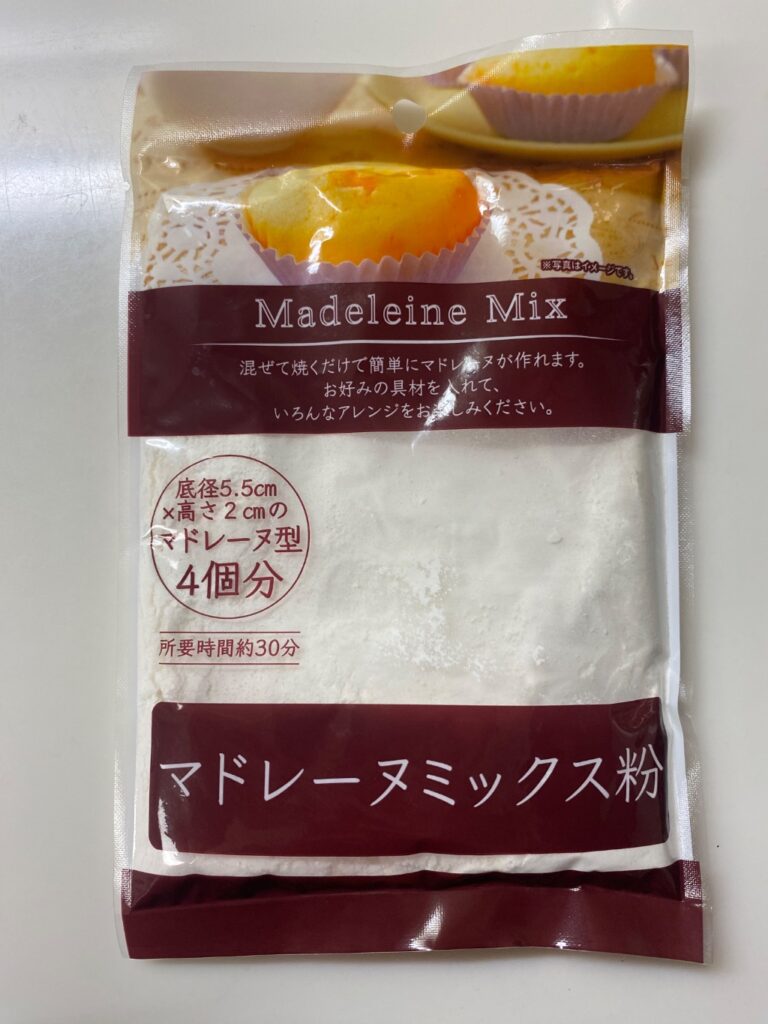 ※写真はイメージです。
Madeleine Mix
混ぜて焼くだけで簡単にマドレーヌが作れます。
お好みの具材を入れて、
いろんなアレンジをお楽しみください。
底径5.5cm
×高さ2cmの
マドレーヌ型
4個分
所要時間約30分
マドレーヌミックス粉